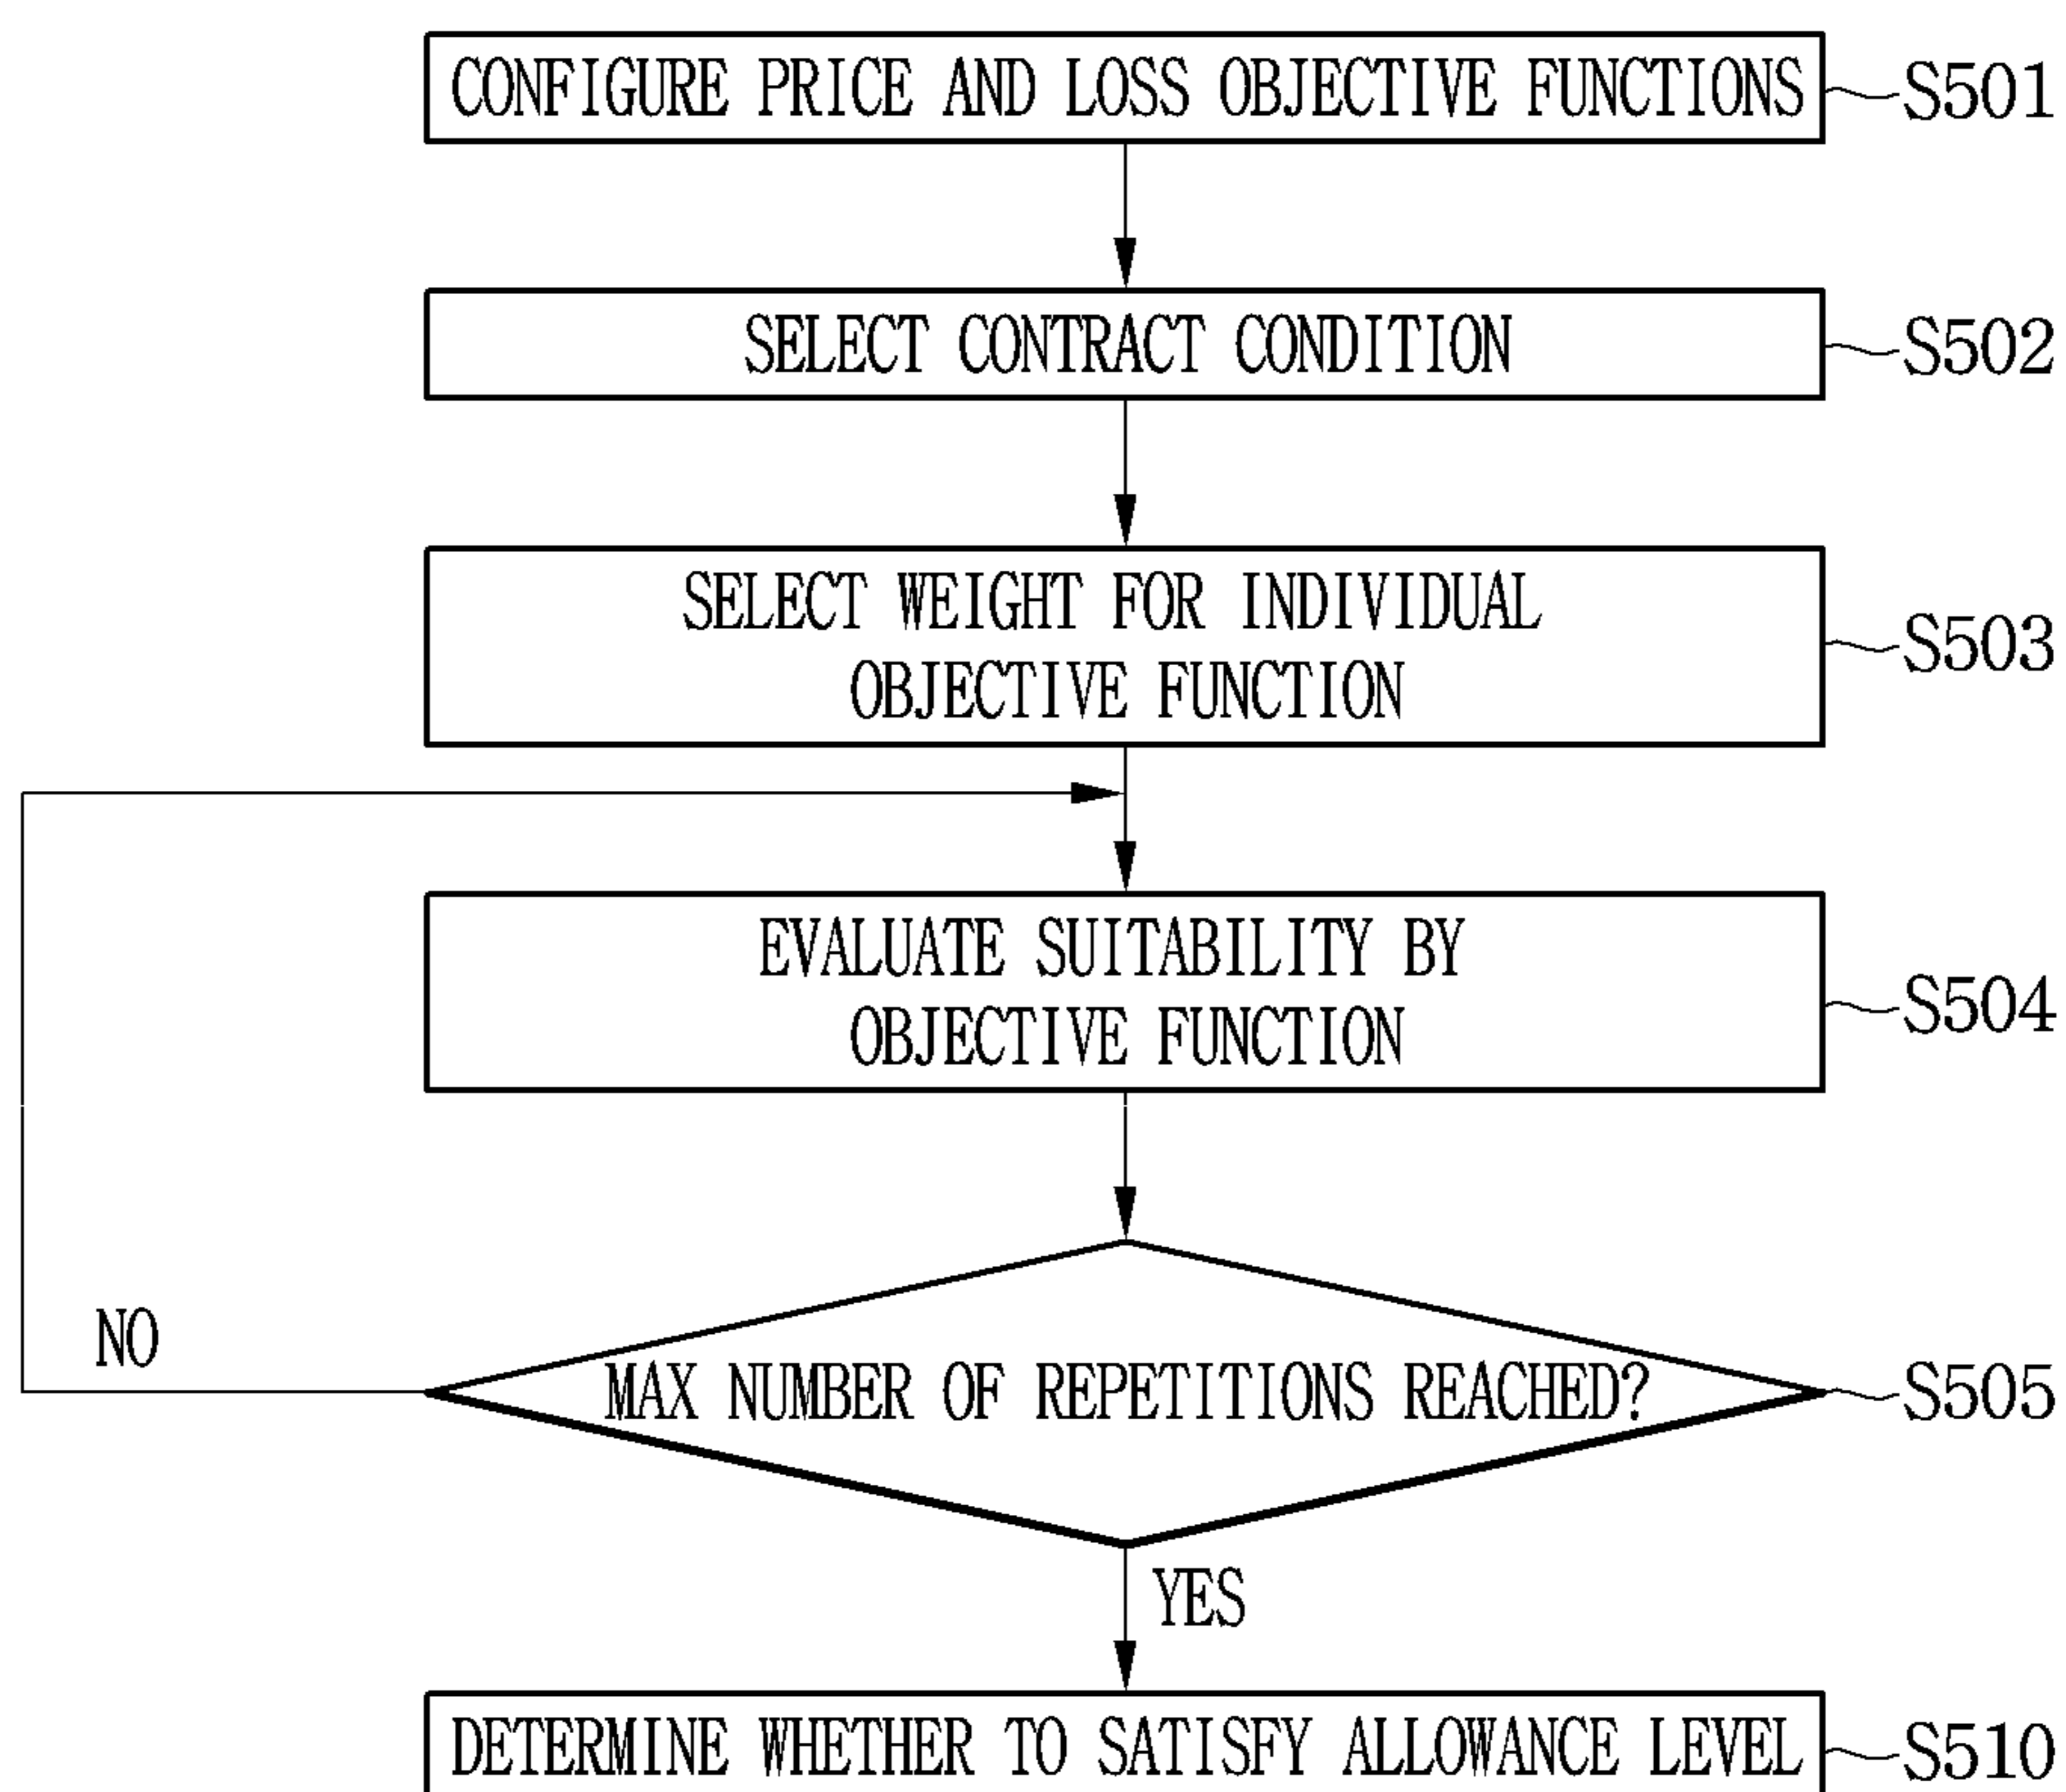 CONFIGURE PRICE AND LOSS OBJECTIVE FUNCTIONS
S501
SELECT CONTRACT CONDITION
S502
SELECT WEIGHT FOR INDIVIDUAL
OBJECTIVE FUNCTION
S503
EVALUATE SUITABILITY BY
OBJECTIVE FUNCTION
S504
NO
MAX NUMBER OF REPETITIONS REACHED?
S505
YES
DETERMINE WHETHER TO SATISFY ALLOWANCE LEVEL
S510